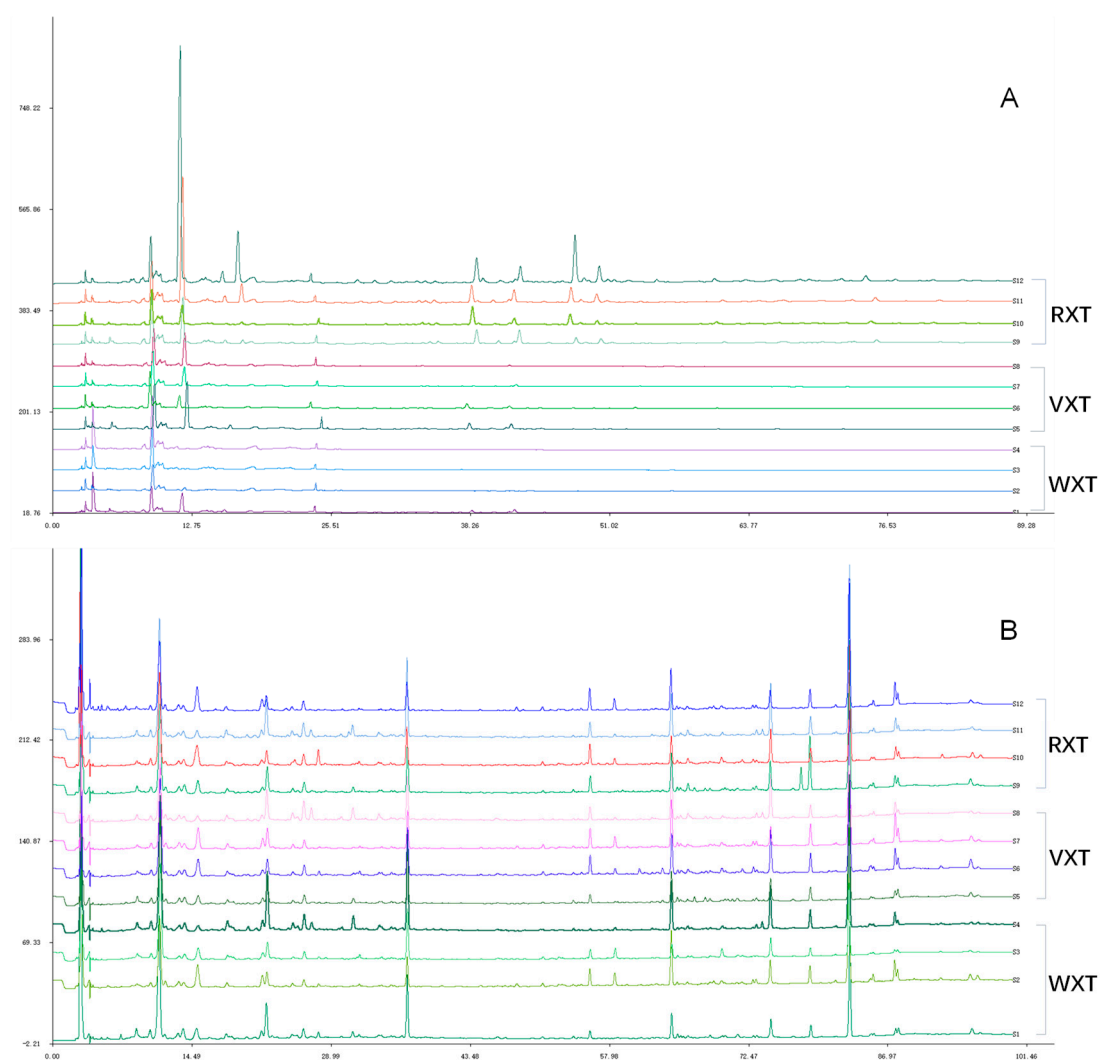 A
748.22
565.86
383.49
201.13
18.76
S12
S11
S10
S9
S8
S7
S6
S5
S4
S3
S2
S1
RXT
VXT
WXT
0.00 12.75 25.51 38.26 51.02 63.77 76.53 89.28
B
283.96
212.42
140.87
69.33
-2.21
S12
S11
S10
S9
S8
S7
S6
S5
S4
S3
S2
S1
RXT
VXT
WXT
0.00 14.49 28.99 43.48 57.98 72.47 86.97 101.46